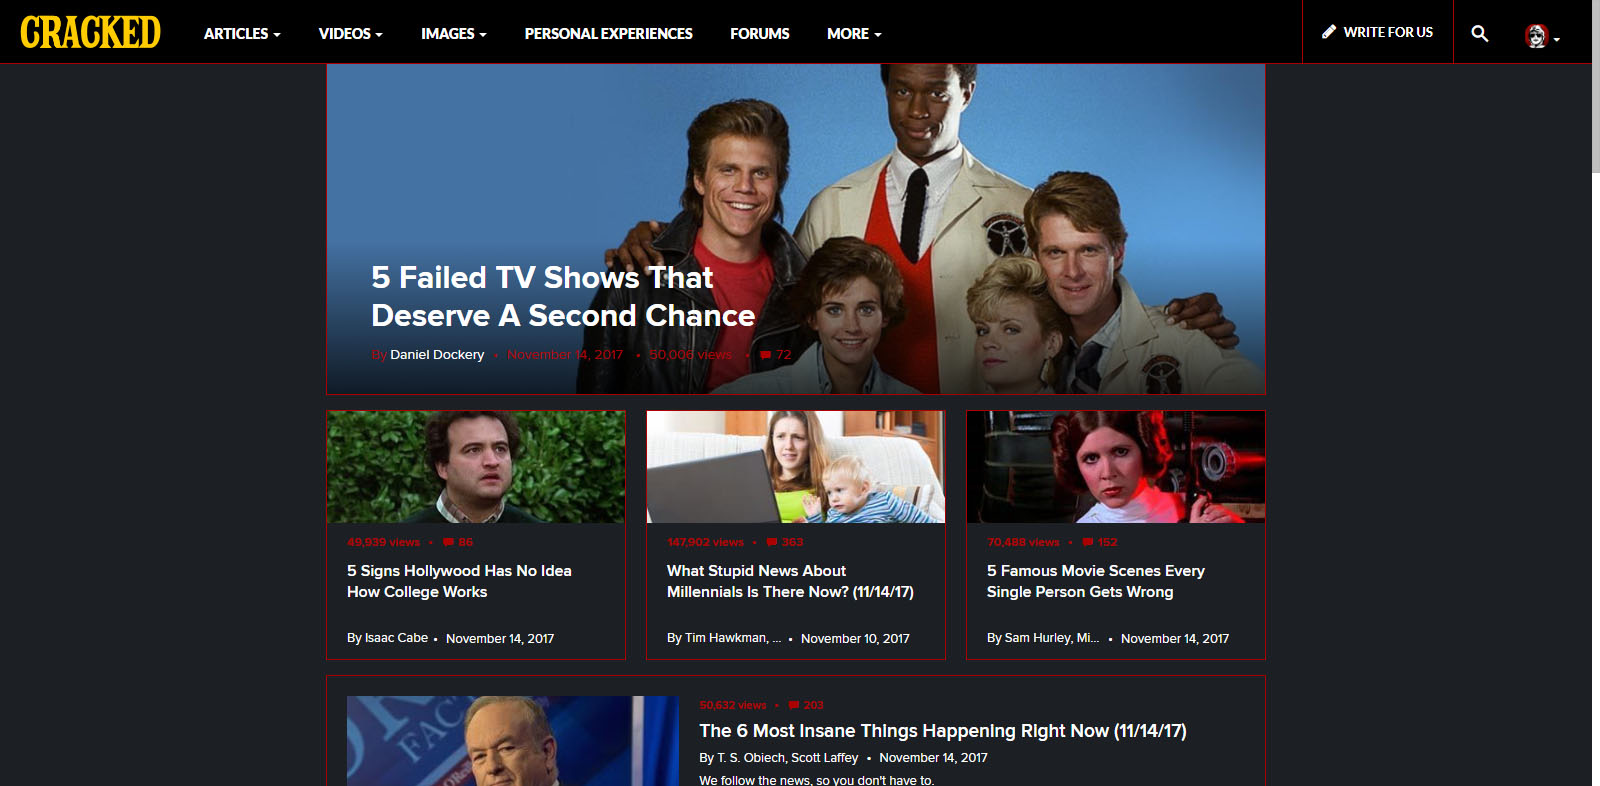 CRACKED
ARTICLES
VIDEOS
IMAGES
PERSONAL EXPERIENCES
FORUMS
MORE
WRITE FOR US
5 Failed TV Shows That
Deserve A Second Chance
By Daniel Dockery • November 14, 2017 • 50,006 views • 72
49,939 views • 86
5 Signs Hollywood Has No Idea
How College Works
By Isaac Cabe • November 14, 2017
147,902 views • 363
What Stupid News About
Millennials Is There Now? (11/14/17)
By Tim Hawkman, ... • November 10, 2017
70,488 views • 152
5 Famous Movie Scenes Every
Single Person Gets Wrong
By Sam Hurley, Mi... • November 14, 2017
FAC
50,632 views • 203
The 6 Most Insane Things Happening Right Now (11/14/17)
By T. S. Obiech, Scott Laffey • November 14, 2017
We follow the news, so you don't have to.